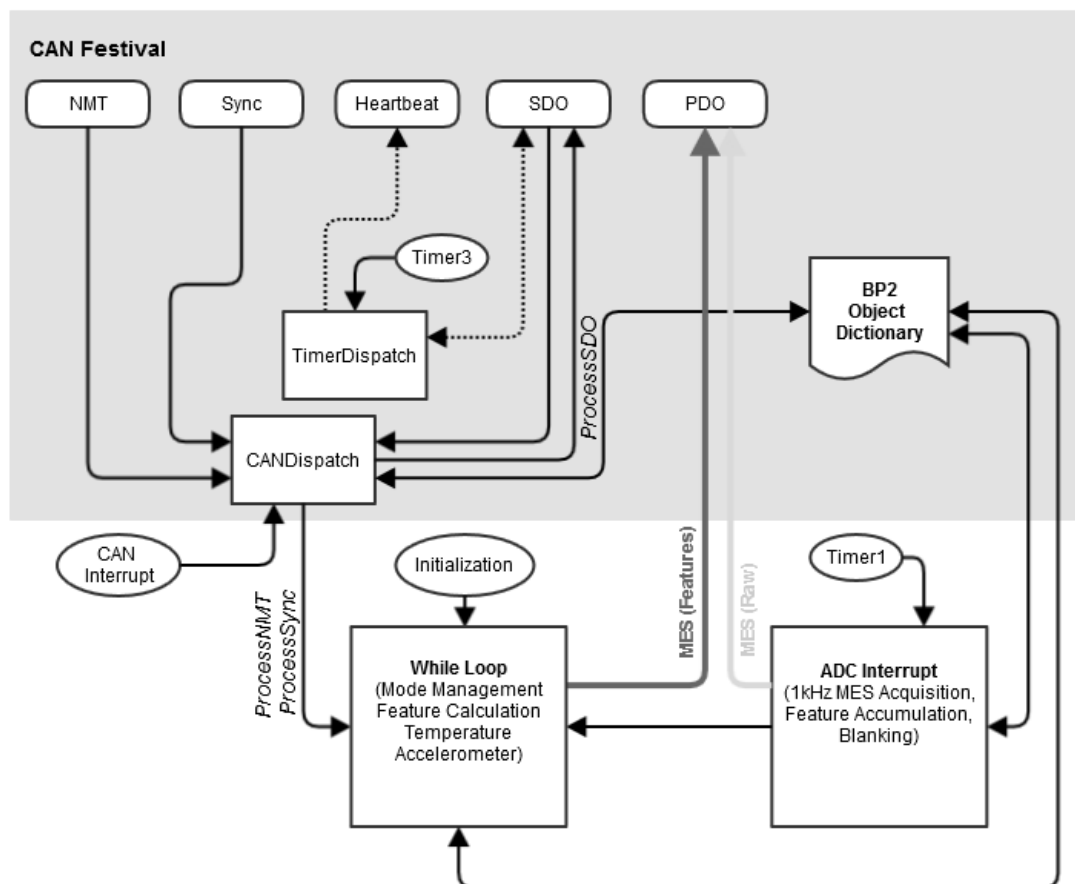 CAN Festival
NMT
Sync
Heartbeat
SDO
PDO
Timer3
TimerDispatch
BP2
Object
Dictionary
ProcessSDO
CANDispatch
CAN
Interrupt
ProcessNMT
ProcessSync
Initialization
MES (Features)
MES (Raw)
Timer1
While Loop
(Mode Management
Feature Calculation
Temperature
Accelerometer)
ADC Interrupt
(1kHz MES Acquisition,
Feature Accumulation,
Blanking)